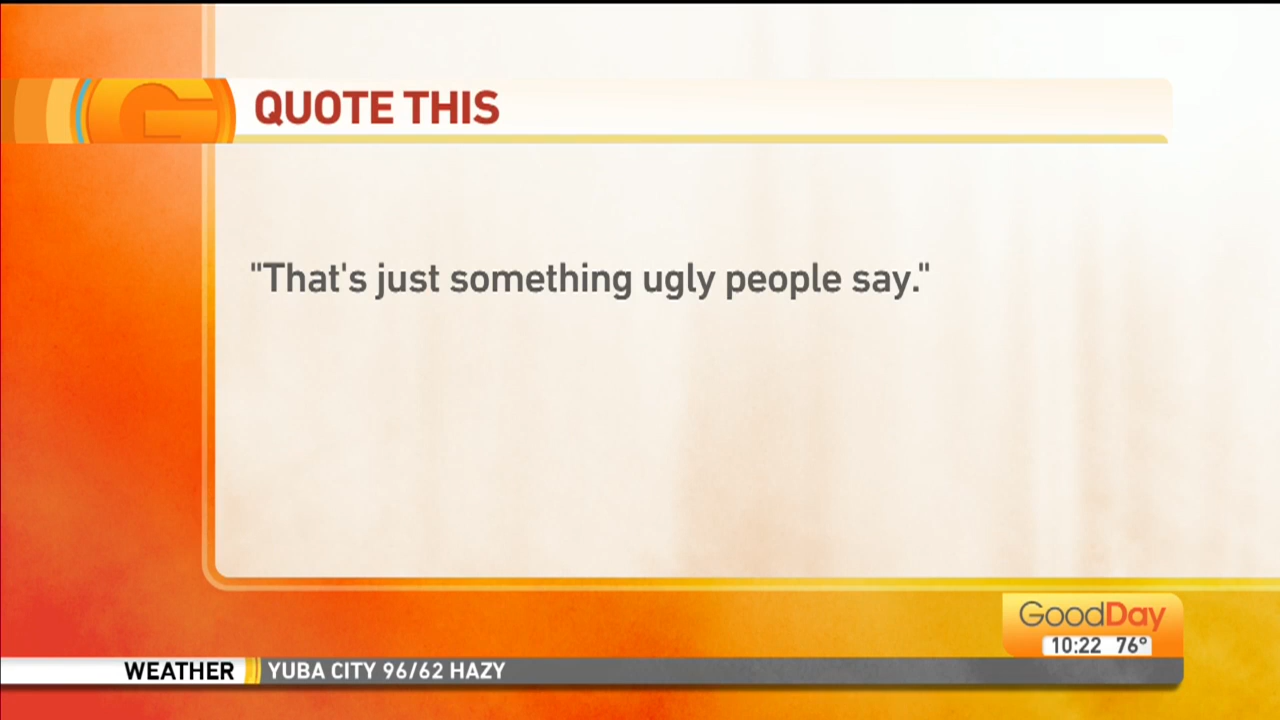 G
QUOTE THIS
"That's just something ugly people say."
GoodDay
10:22 76°
WEATHER YUBA CITY 96/62 HAZY